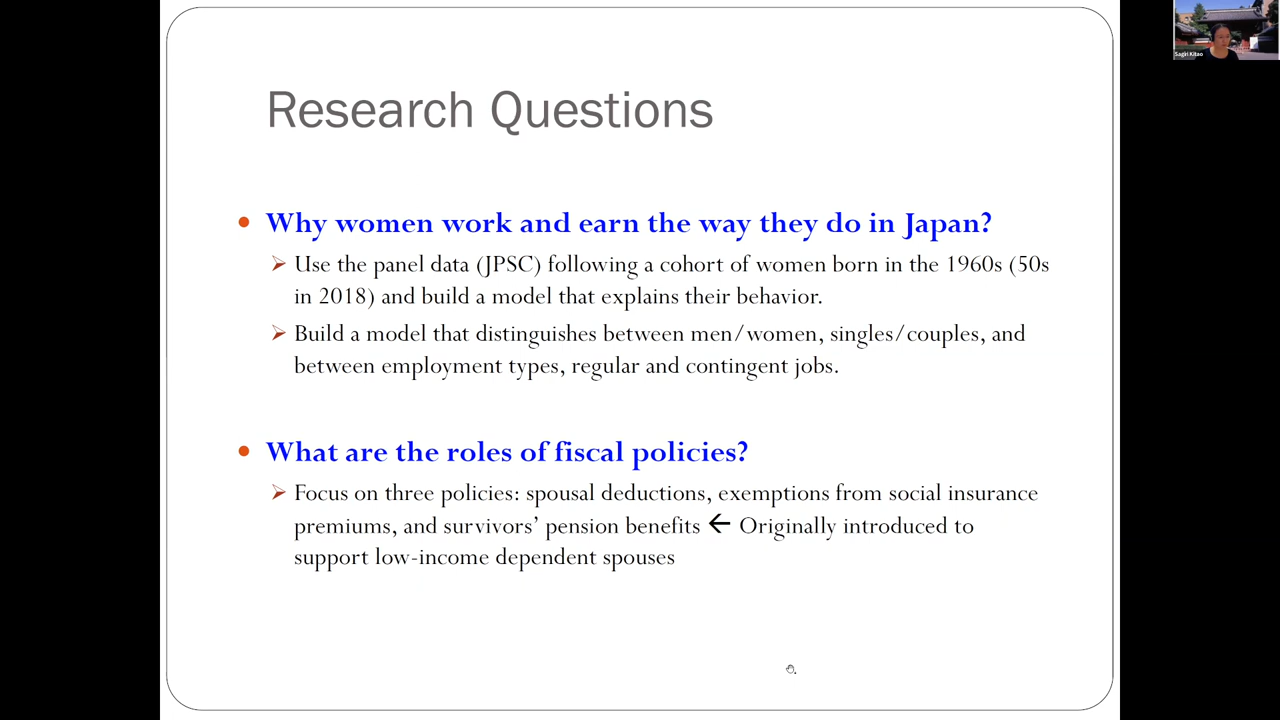 Sagiri Kitao
Research Questions
• Why women work and earn the way they do in Japan?
➢ Use the panel data (JPSC) following a cohort of women born in the 1960s (50s
in 2018) and build a model that explains their behavior.
➢ Build a model that distinguishes between men/women, singles/couples, and
between employment types, regular and contingent jobs.
• What are the roles of fiscal policies?
➢ Focus on three policies: spousal deductions, exemptions from social insurance
premiums, and survivors’ pension benefits ← Originally introduced to
support low-income dependent spouses